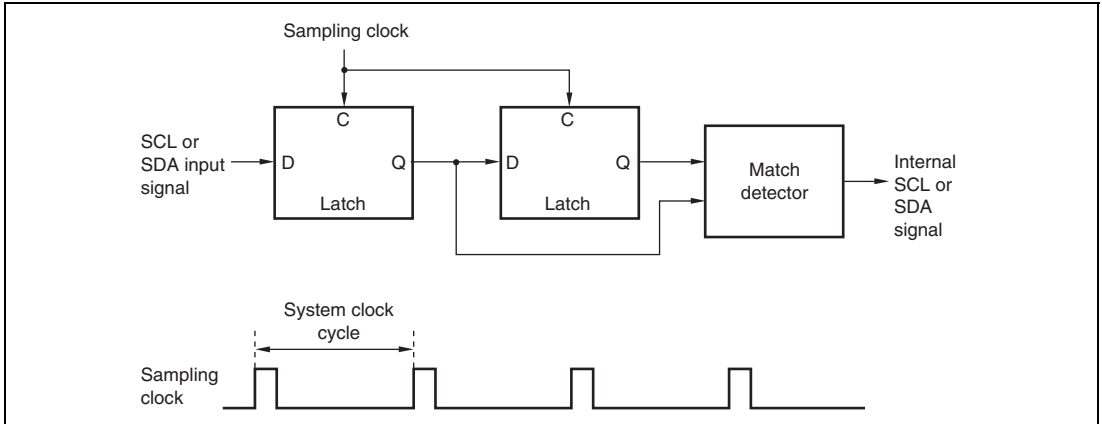 Sampling clock
C
C
SCL or
SDA input
signal
D
Q
D
Q
Latch
Latch
Match
detector
Internal
SCL or
SDA
signal
System clock
cycle
Sampling
clock